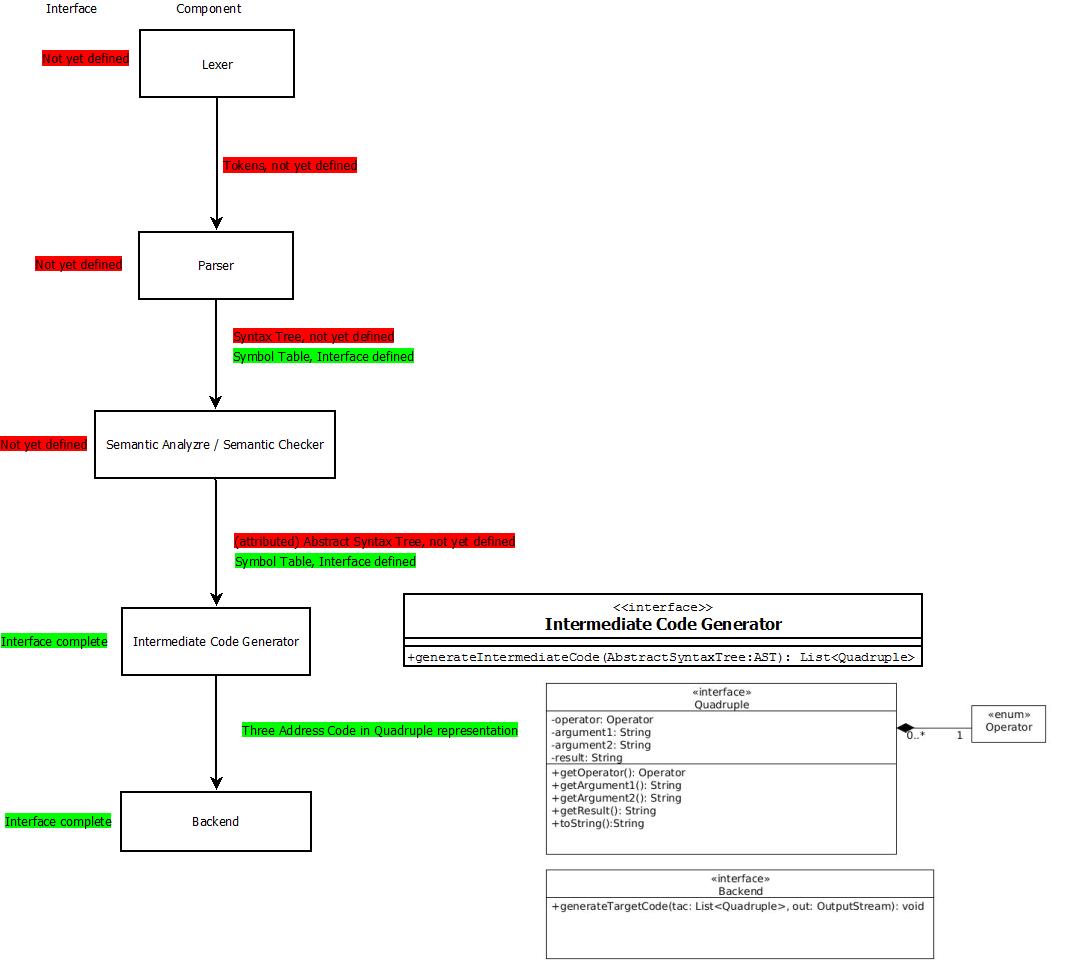 Interface
Component
Not yet defined
Lexer
Tokens, not yet defined
Not yet defined
Parser
Syntax Tree, not yet defined
Symbol Table, Interface defined
Not yet defined
Semantic Analyzre / Semantic Checker
(attributed) Abstract Syntax Tree, not yet defined
Symbol Table, Interface defined
Interface complete
Intermediate Code Generator
<<interface>>
Intermediate Code Generator
+generateIntermediateCode(AbstractSyntaxTree:AST): List<Quadruple>
Three Address Code in Quadruple representation
«interface»
Quadruple
-operator: Operator
-argument1: String
-argument2: String
-result: String
+getOperator(): Operator
+getArgument1(): String
+getArgument2(): String
+getResult(): String
+toString():String
0..*
1
«enum»
Operator
Interface complete
Backend
«interface»
Backend
+generateTargetCode(tac: List<Quadruple>, out: OutputStream): void